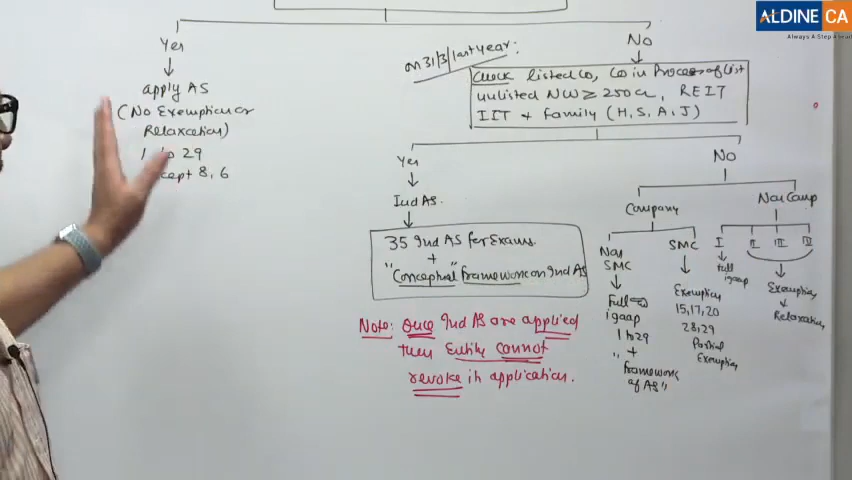 ALDINE CA
Always A Step Ahead
Yes
apply AS
(No Exemption or
Relaxation)
1 to 29
except 8, 6
No
on 31/3/last year:
Check listed Co, Co in Process of list
unlisted NW ≥ 250 Cr, REIT
IIT + family (H, S, A, J)
Yes
Ind AS.
35 Ind AS for Exams.
+
"Conceptual Framework on Ind AS
Note: Once Ind AS are applied
then Entity cannot
revoke its application.
No
Company
Non
SMC
Full
igaap
1 to 29
+
"Framework
of AS"
SMC
Exemption
15, 17, 20
28, 29
Partial
Exemption
Non Comp
I II III IV
full
igaap
Exemption
+
Relaxation